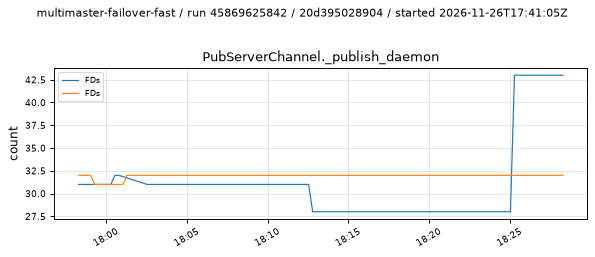 multimaster-failover-fast / run 45869625842 / 20d395028904 / started 2026-11-26T17:41:05Z
PubServerChannel._publish_daemon
42.5
40.0
37.5
35.0
32.5
30.0
27.5
count
FDs
FDs
18:00
18:05
18:10
18:15
18:20
18:25